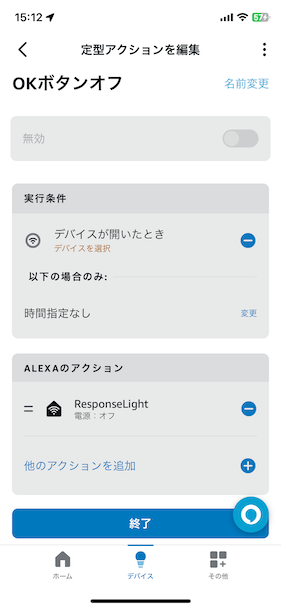 15:12
57
定型アクションを編集
OKボタンオフ
名前変更
無効
実行条件
デバイスが開いたとき
デバイスを選択
以下の場合のみ:
時間指定なし
変更
ALEXAのアクション
ResponseLight
電源：オフ
他のアクションを追加
終了
ホーム
デバイス
その他